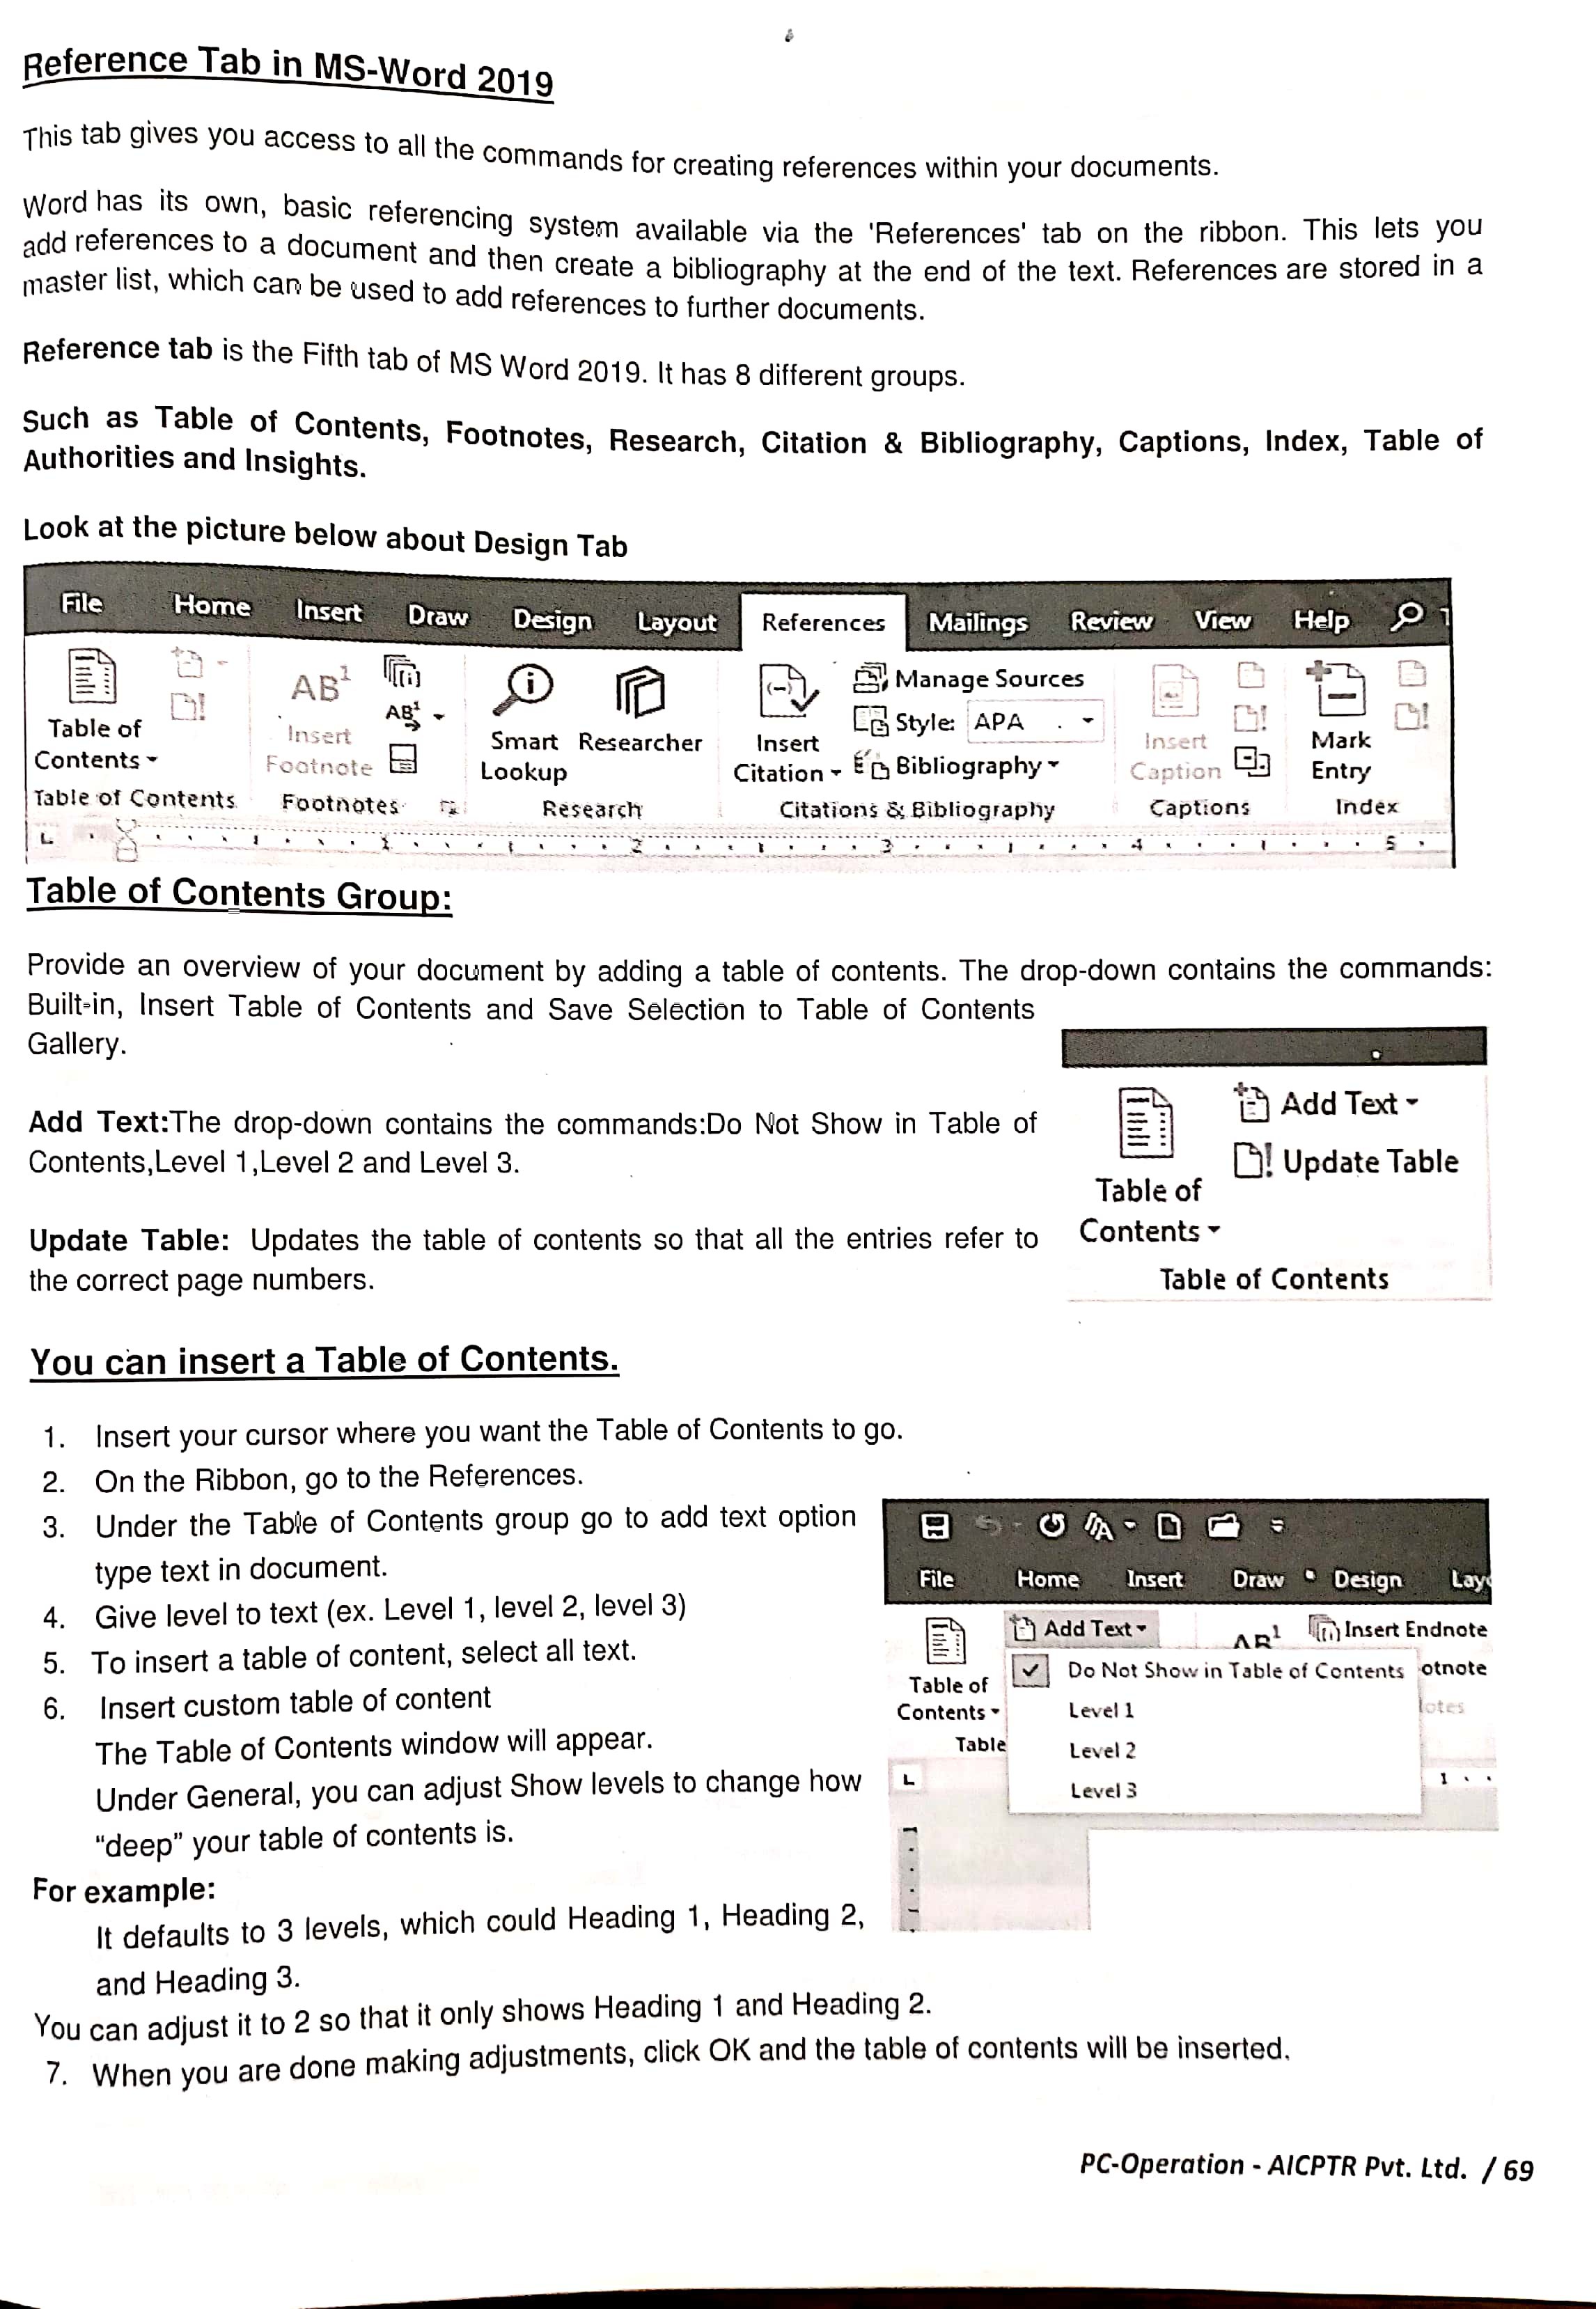 Reference Tab in MS-Word 2019
This tab gives you access to all the commands for creating references within your documents.
Word has its own, basic referencing system available via the 'References' tab on the ribbon. This lets you
add references to a document and then create a bibliography at the end of the text. References are stored in a
master list, which can be used to add references to further documents.
Reference tab is the Fifth tab of MS Word 2019. It has 8 different groups.
Such as Table of Contents, Footnotes, Research, Citation & Bibliography, Captions, Index, Table of
Authorities and Insights.
Look at the picture below about Design Tab
File Home Insert Draw Design Layout References Mailings Review View Help
Table of Contents
AB1 Insert Footnote
AB1
Smart Lookup
Researcher
Insert Citation
Manage Sources
Style: APA
Bibliography
Insert Caption
Mark Entry
Table of Contents Footnotes Research Citations & Bibliography Captions Index
1 2 3 4 5
Table of Contents Group:
Provide an overview of your document by adding a table of contents. The drop-down contains the commands:
Built-in, Insert Table of Contents and Save Selection to Table of Contents
Gallery.
Add Text:The drop-down contains the commands:Do Not Show in Table of
Contents,Level 1,Level 2 and Level 3.
Update Table: Updates the table of contents so that all the entries refer to
the correct page numbers.
Add Text
Update Table
Table of
Contents
Table of Contents
You can insert a Table of Contents.
1. Insert your cursor where you want the Table of Contents to go.
2. On the Ribbon, go to the References.
3. Under the Table of Contents group go to add text option
type text in document.
4. Give level to text (ex. Level 1, level 2, level 3)
5. To insert a table of content, select all text.
6. Insert custom table of content
The Table of Contents window will appear.
Under General, you can adjust Show levels to change how
“deep” your table of contents is.
For example:
It defaults to 3 levels, which could Heading 1, Heading 2,
and Heading 3.
You can adjust it to 2 so that it only shows Heading 1 and Heading 2.
7. When you are done making adjustments, click OK and the table of contents will be inserted.
File Home Insert Draw Design Layo
Add Text Insert Endnote
Do Not Show in Table of Contents otnote
Table of
Contents Level 1 lotes
Table Level 2
Level 3 1
PC-Operation - AICPTR Pvt. Ltd. / 69